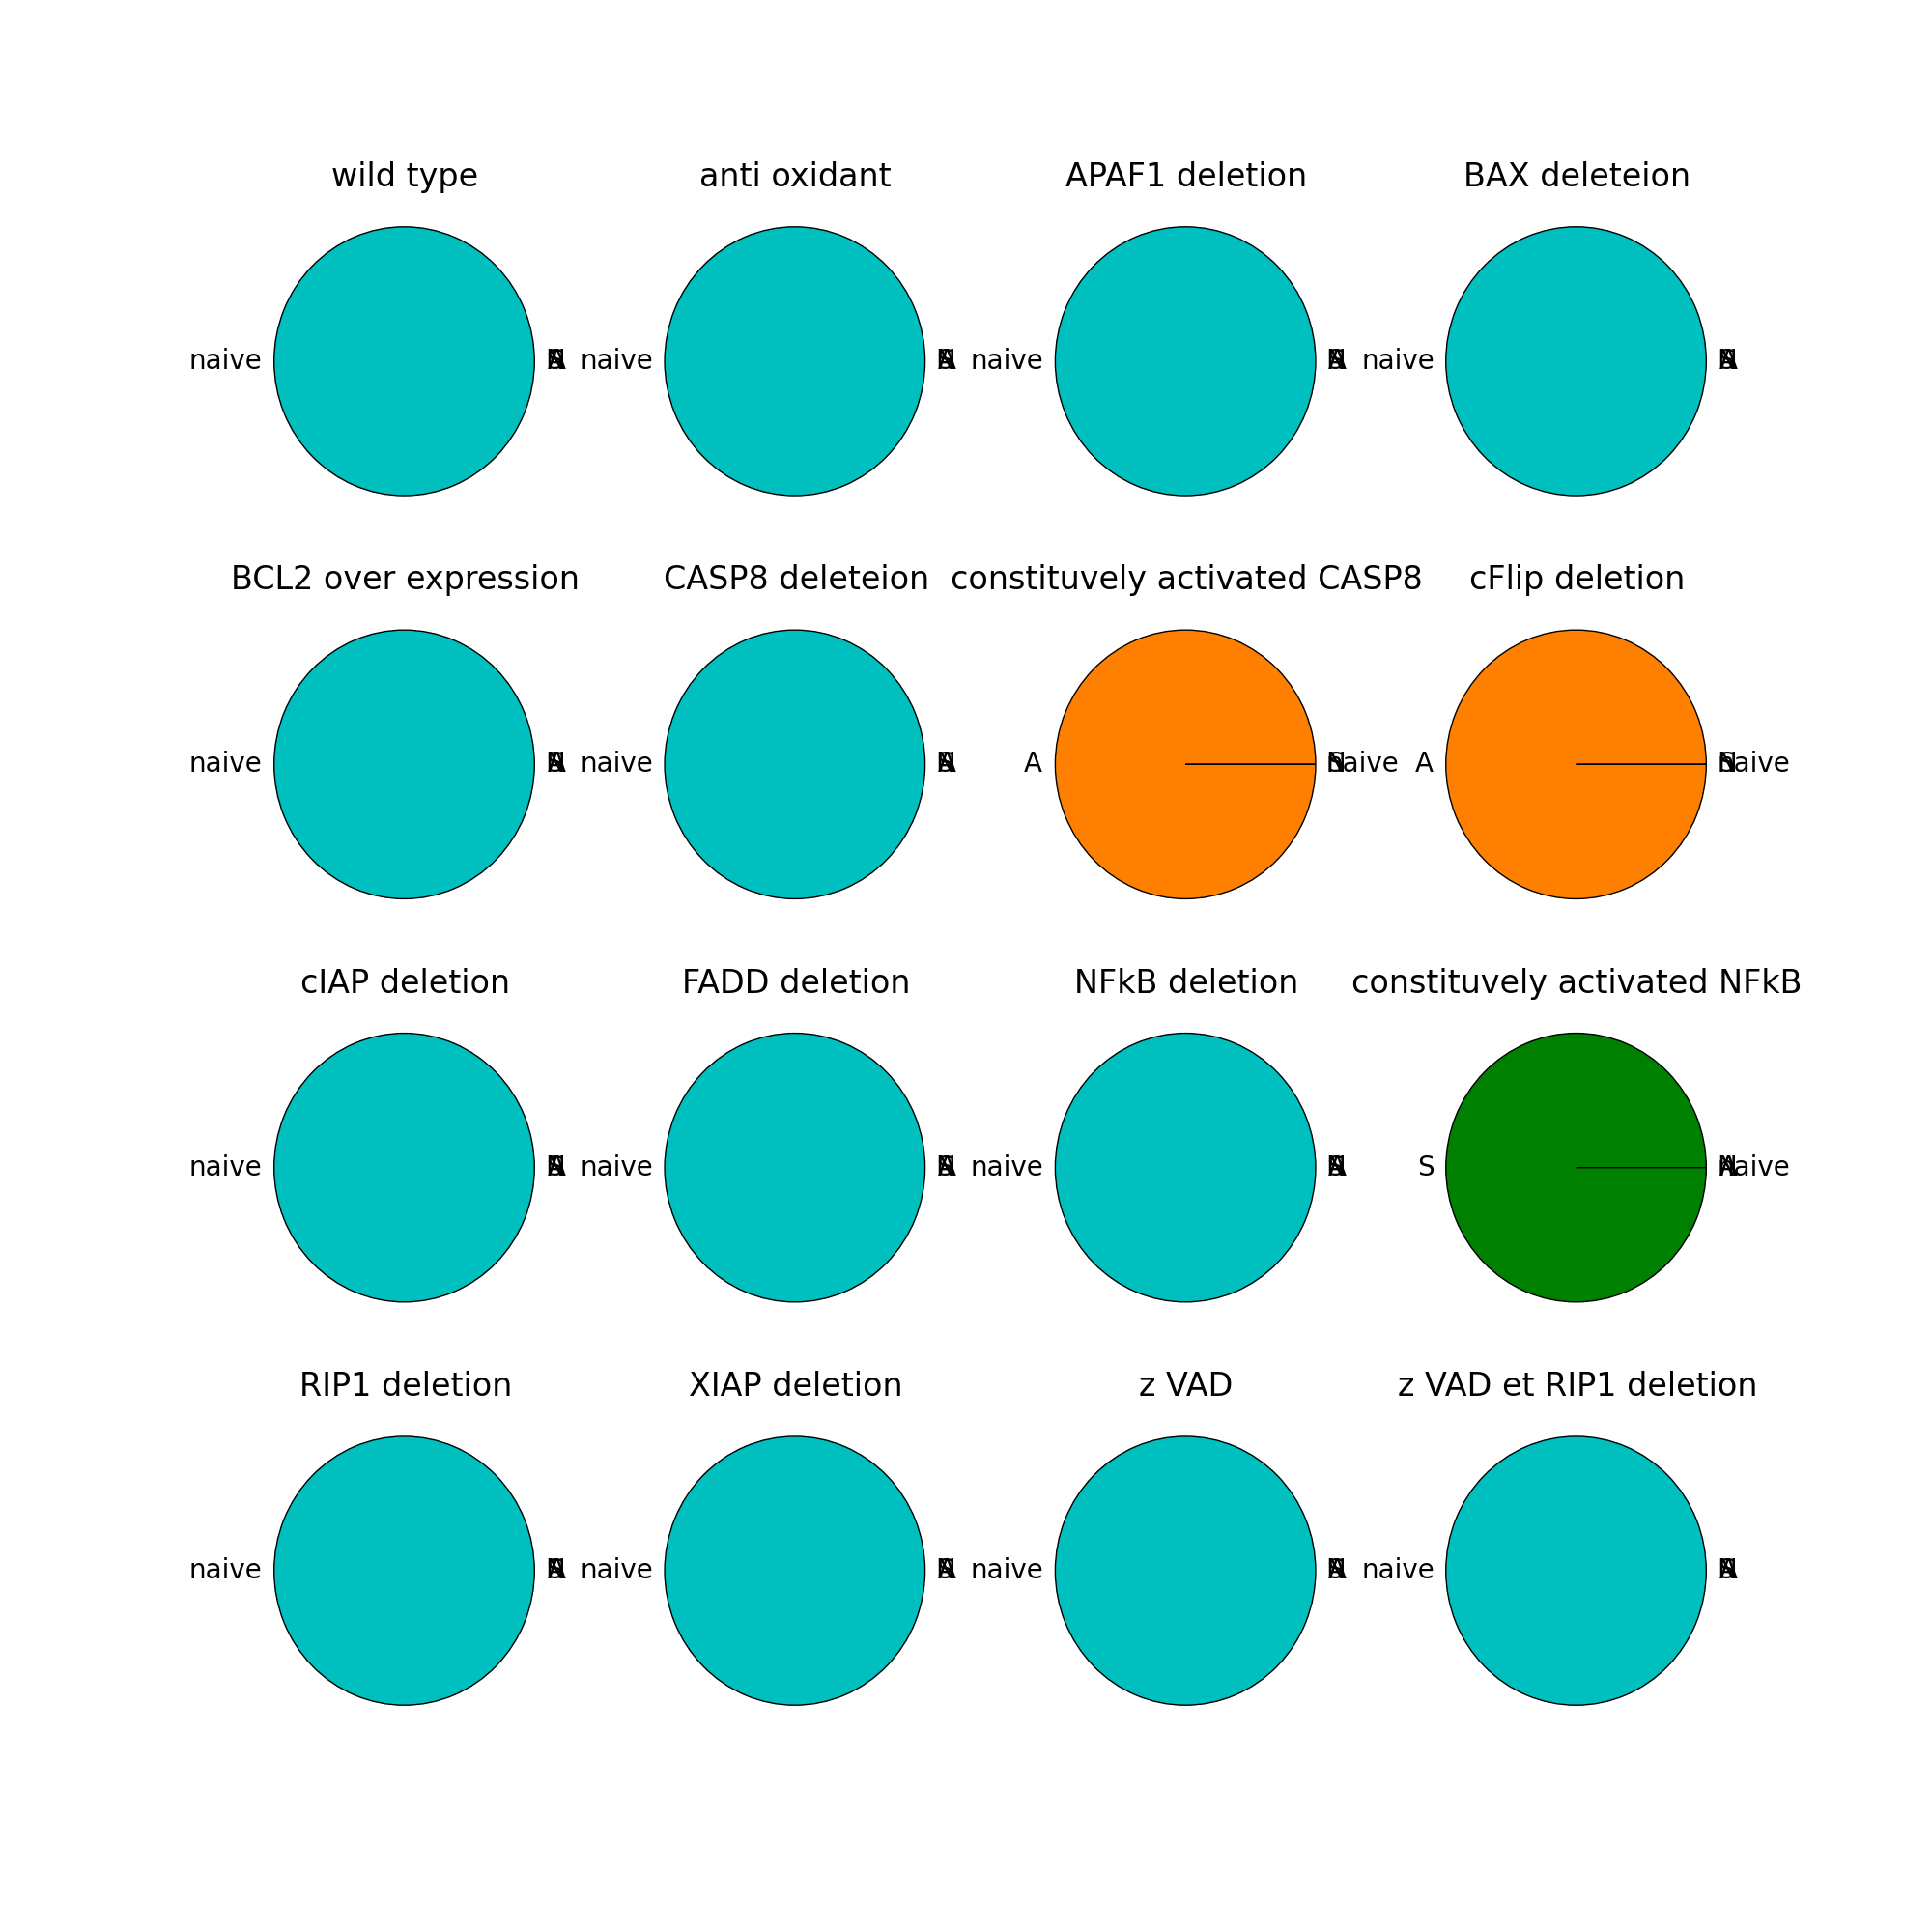 wild type
anti oxidant
APAF1 deletion
BAX deleteion
naive
naive
naive
naive
BCL2 over expression
CASP8 deleteion
constituvely activated CASP8
cFlip deletion
naive
naive
A
naive
A
naive
cIAP deletion
FADD deletion
NFkB deletion
constituvely activated NFkB
naive
naive
naive
S
naive
RIP1 deletion
XIAP deletion
z VAD
z VAD et RIP1 deletion
naive
naive
naive
naive